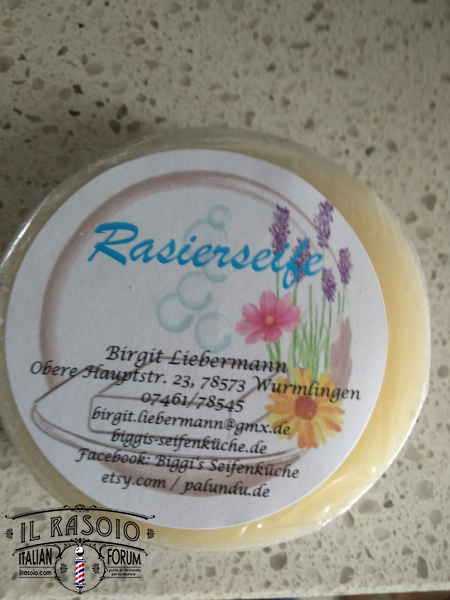 Rasierseife
Birgit Liebermann
Obere Hauptstr. 23, 78573 Wurmlingen
07461/78545
birgit.liebermann@gmx.de
biggis-seifenküche.de
Facebook: Biggi's Seifenküche
etsy.com / palundu.de
IL RASOIO
ITALIAN FORUM
ilrasoio.com